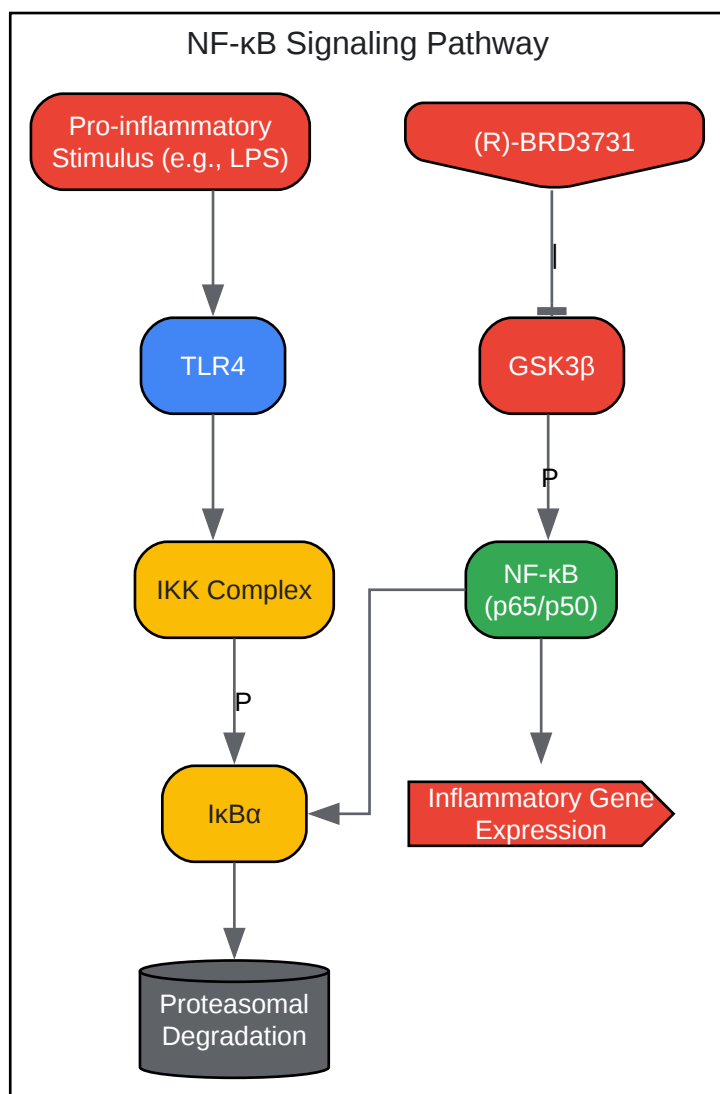 NF-κB Signaling Pathway
Pro-inflammatory
Stimulus (e.g., LPS)
(R)-BRD3731
I
TLR4
GSK3β
P
IKK Complex
NF-κB
(p65/p50)
P
IκBα
Inflammatory Gene
Expression
Proteasomal
Degradation